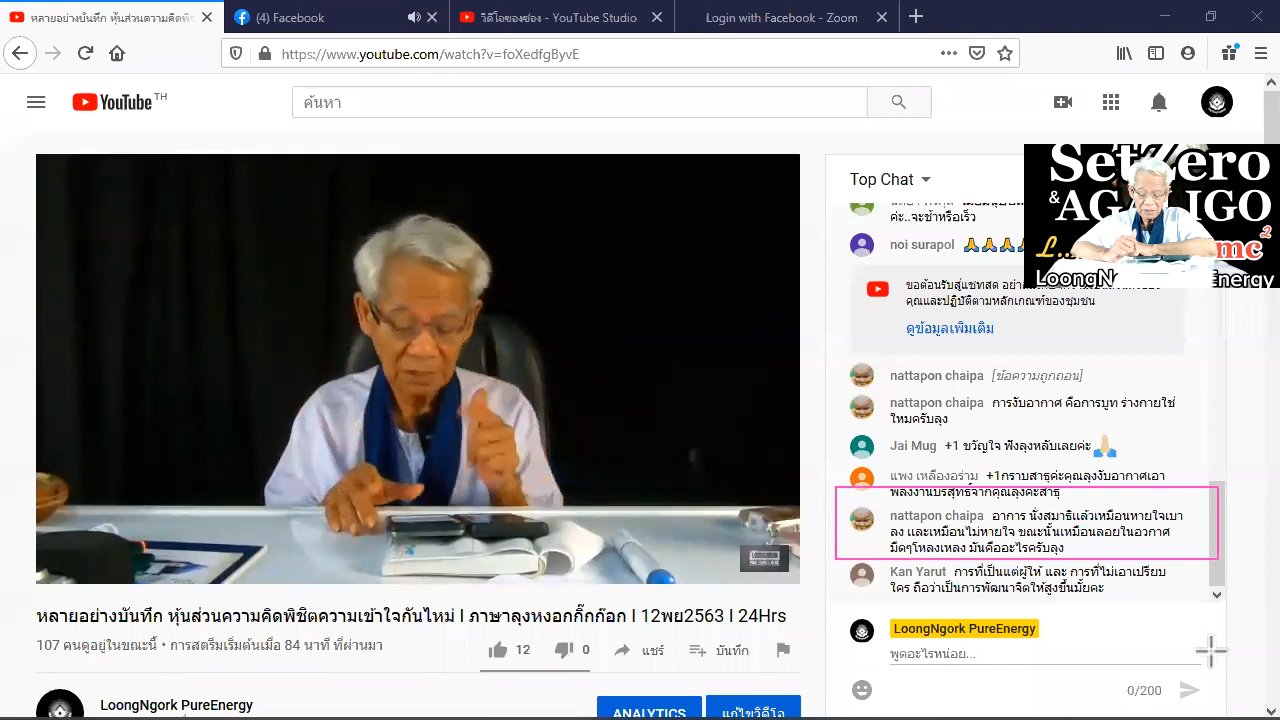 หลายอย่างบันทึก หุ้นส่วนความคิดพิช
(4) Facebook
วิดีโอของช่อง - YouTube Studio
Login with Facebook - Zoom
https://www.youtube.com/watch?v=foXedfgByvE
YouTube TH
ค้นหา
Top Chat
ค่ะ..จะช้าหรือเร็ว
noi surapol 🙏🙏🙏
ขอต้อนรับสู่แชทสด อย่า
คุณและปฏิบัติตามหลักเกณฑ์ของชุมชน
ดูข้อมูลเพิ่มเติม
nattapon chaipa [ข้อความถูกถอน]
nattapon chaipa การงับอากาศ คือการบูท ร่างกายใช่
ใหมครับลุง
Jai Mug +1 ขวัญใจ ฟังลุงหลับเลยค่ะ 🙏
แพง เหลืองอร่าม +1กราบสาธุค่ะคุณลุงงับอากาศเอา
พลังงานบริสุทธิ์จากคุณลุงค่ะสาธุ
nattapon chaipa อาการ นั่งสมาธิแล้วเหมือนหายใจเบา
ลง และเหมือนไม่หายใจ ขณะนั้นเหมือนลอยในอวกาศ
มืดๆโหลงเหลง มันคืออะไรครับลุง
Kan Yarut การที่เป็นแต่ผู้ให้ และ การที่ไม่เอาเปรียบ
ใคร ถือว่าเป็นการพัฒนาจิตให้สูงขึ้นมั้ยคะ
LoongNgork PureEnergy
พูดอะไรหน่อย...
0/200
SetZero
& AG LIGO
L..
mc2
LoongN Energy
หลายอย่างบันทึก หุ้นส่วนความคิดพิชิตความเข้าใจกันไหม่ I ภาษาลุงหงอกกิ๊กก๊อก I 12พย2563 I 24Hrs
107 คนดูอยู่ในขณะนี้ • การสตรีมเริ่มต้นเมื่อ 84 นาที ที่ผ่านมา
12 0 แชร์ บันทึก
LoongNgork PureEnergy
ANALYTICS แก้ไขวิดีโอ